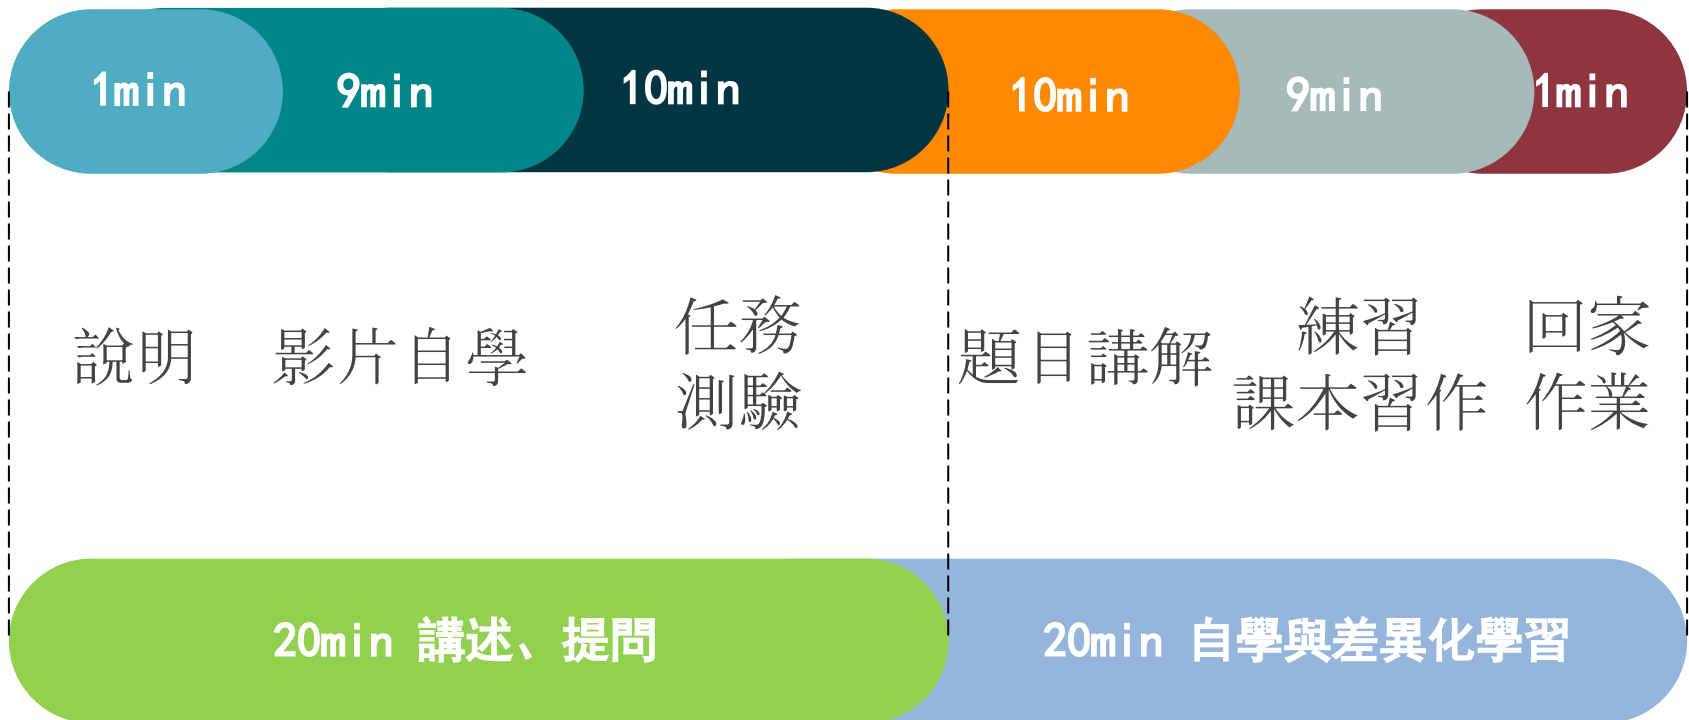 1min
9min
10min
10min
9min
1min
說明
影片自學
任務
測驗
題目講解
練習
課本習作
回家
作業
20min 講述、提問
20min 自學與差異化學習